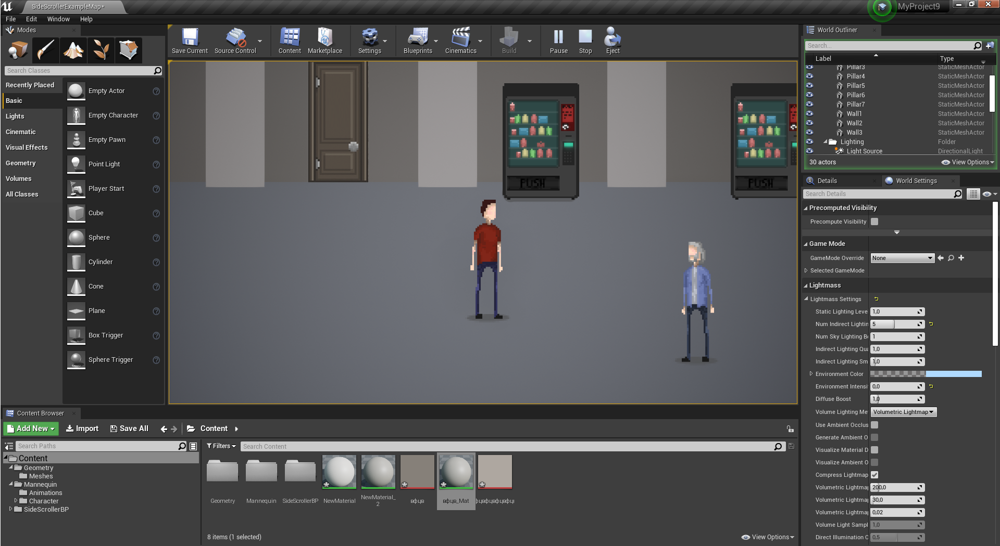 SideScrollerExampleMap*
MyProject9
File Edit Window Help
Modes
Search Classes
Recently Placed
Basic
Lights
Cinematic
Visual Effects
Geometry
Volumes
All Classes
Empty Actor
Empty Character
Empty Pawn
Point Light
Player Start
Cube
Sphere
Cylinder
Cone
Plane
Box Trigger
Sphere Trigger
Save Current Source Control Content Marketplace Settings Blueprints Cinematics Build Pause Stop Eject
PUSH
PUSH
World Outliner
Search...
Label Type
Pillar3 StaticMeshActor
Pillar4 StaticMeshActor
Pillar5 StaticMeshActor
Pillar6 StaticMeshActor
Pillar7 StaticMeshActor
Wall1 StaticMeshActor
Wall2 StaticMeshActor
Wall3 StaticMeshActor
Lighting Folder
Light Source DirectionalLight
30 actors View Options
Details World Settings
Search Details
Precomputed Visibility
Precompute Visibility
Game Mode
GameMode Override None
Selected GameMode
Lightmass
Lightmass Settings
Static Lighting Leve 1,0
Num Indirect Lightin 5
Num Sky Lighting B 1
Indirect Lighting Qua 1,0
Indirect Lighting Sm 1,0
Environment Color
Environment Intensi 0,0
Diffuse Boost 1,0
Volume Lighting Me Volumetric Lightmap
Use Ambient Occlus
Generate Ambient O
Visualize Material D
Visualize Ambient O
Compress Lightmap
Volumetric Lightma 200,0
Volumetric Lightma 30,0
Volumetric Lightma 0,02
Volume Light Sampl 1,0
Direct Illumination O 0,5
Content Browser
Add New Import Save All Content
Search Paths
Content
Geometry
Meshes
Mannequin
Animations
Character
SideScrollerBP
Filters Search Content
Geometry Mannequin SideScrollerBP NewMaterial NewMaterial_2 вфцв вфцв_Mat
8 items (1 selected) View Options